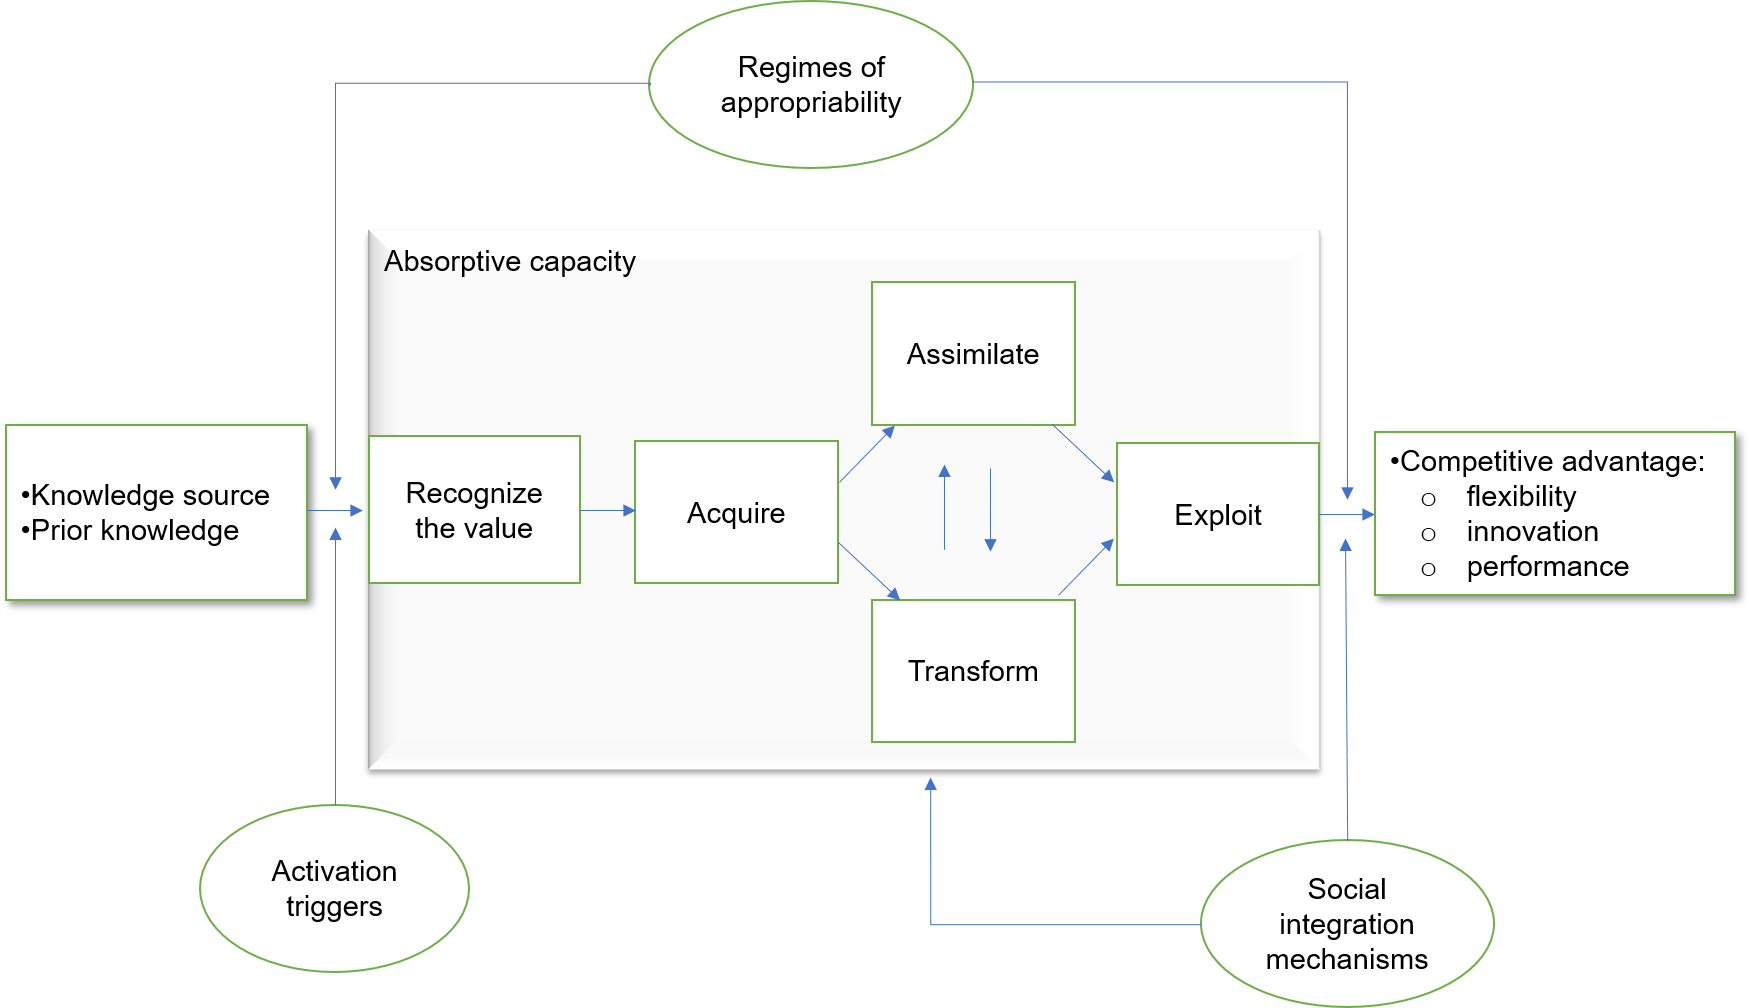 Regimes of
appropriability
Absorptive capacity
Assimilate
•Knowledge source
•Prior knowledge
Recognize
the value
Acquire
Exploit
•Competitive advantage:
o flexibility
o innovation
o performance
Transform
Activation
triggers
Social
integration
mechanisms